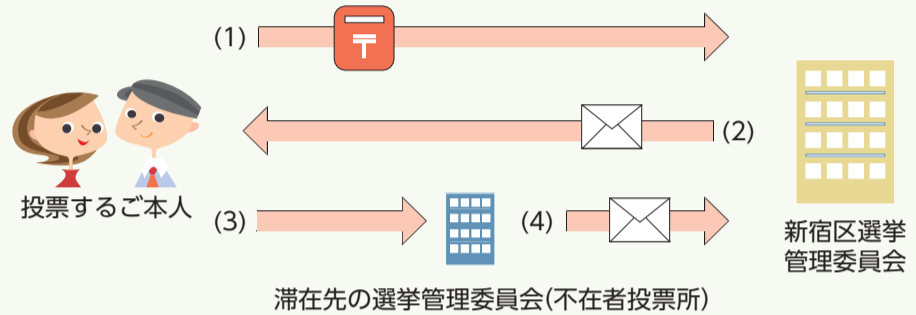 (1)
〒
(2)
投票するご本人
(3)
(4)
新宿区選挙
管理委員会
滞在先の選挙管理委員会(不在者投票所)